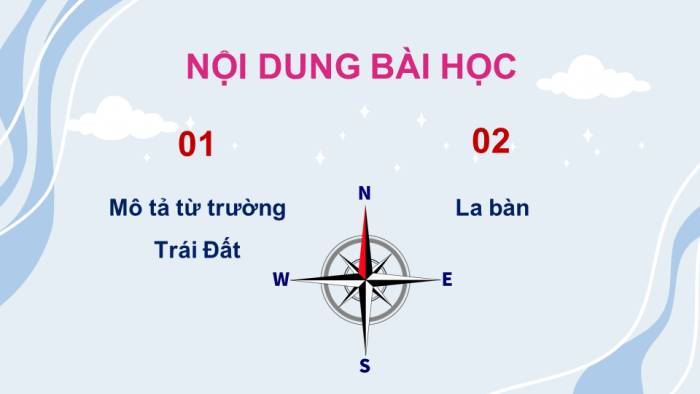 NỘI DUNG BÀI HỌC
01
Mô tả từ trường
Trái Đất
02
La bàn
N
W
E
S